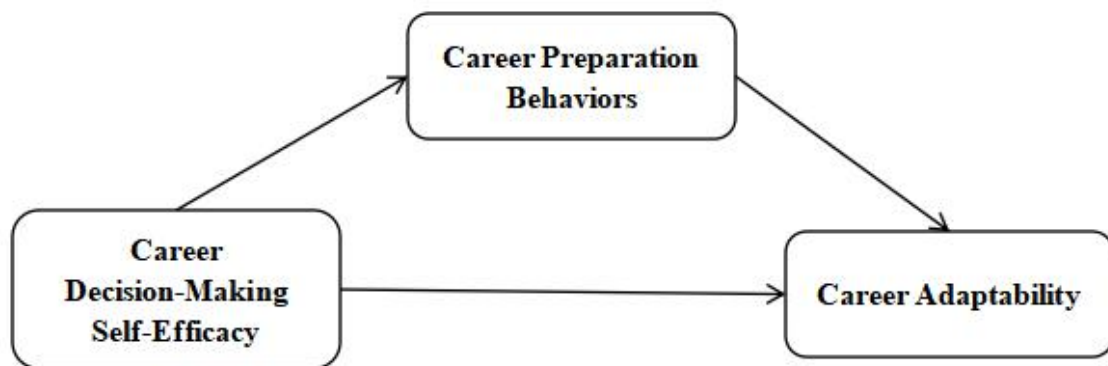 Career Preparation
Behaviors
Career
Decision-Making
Self-Efficacy
Career Adaptability